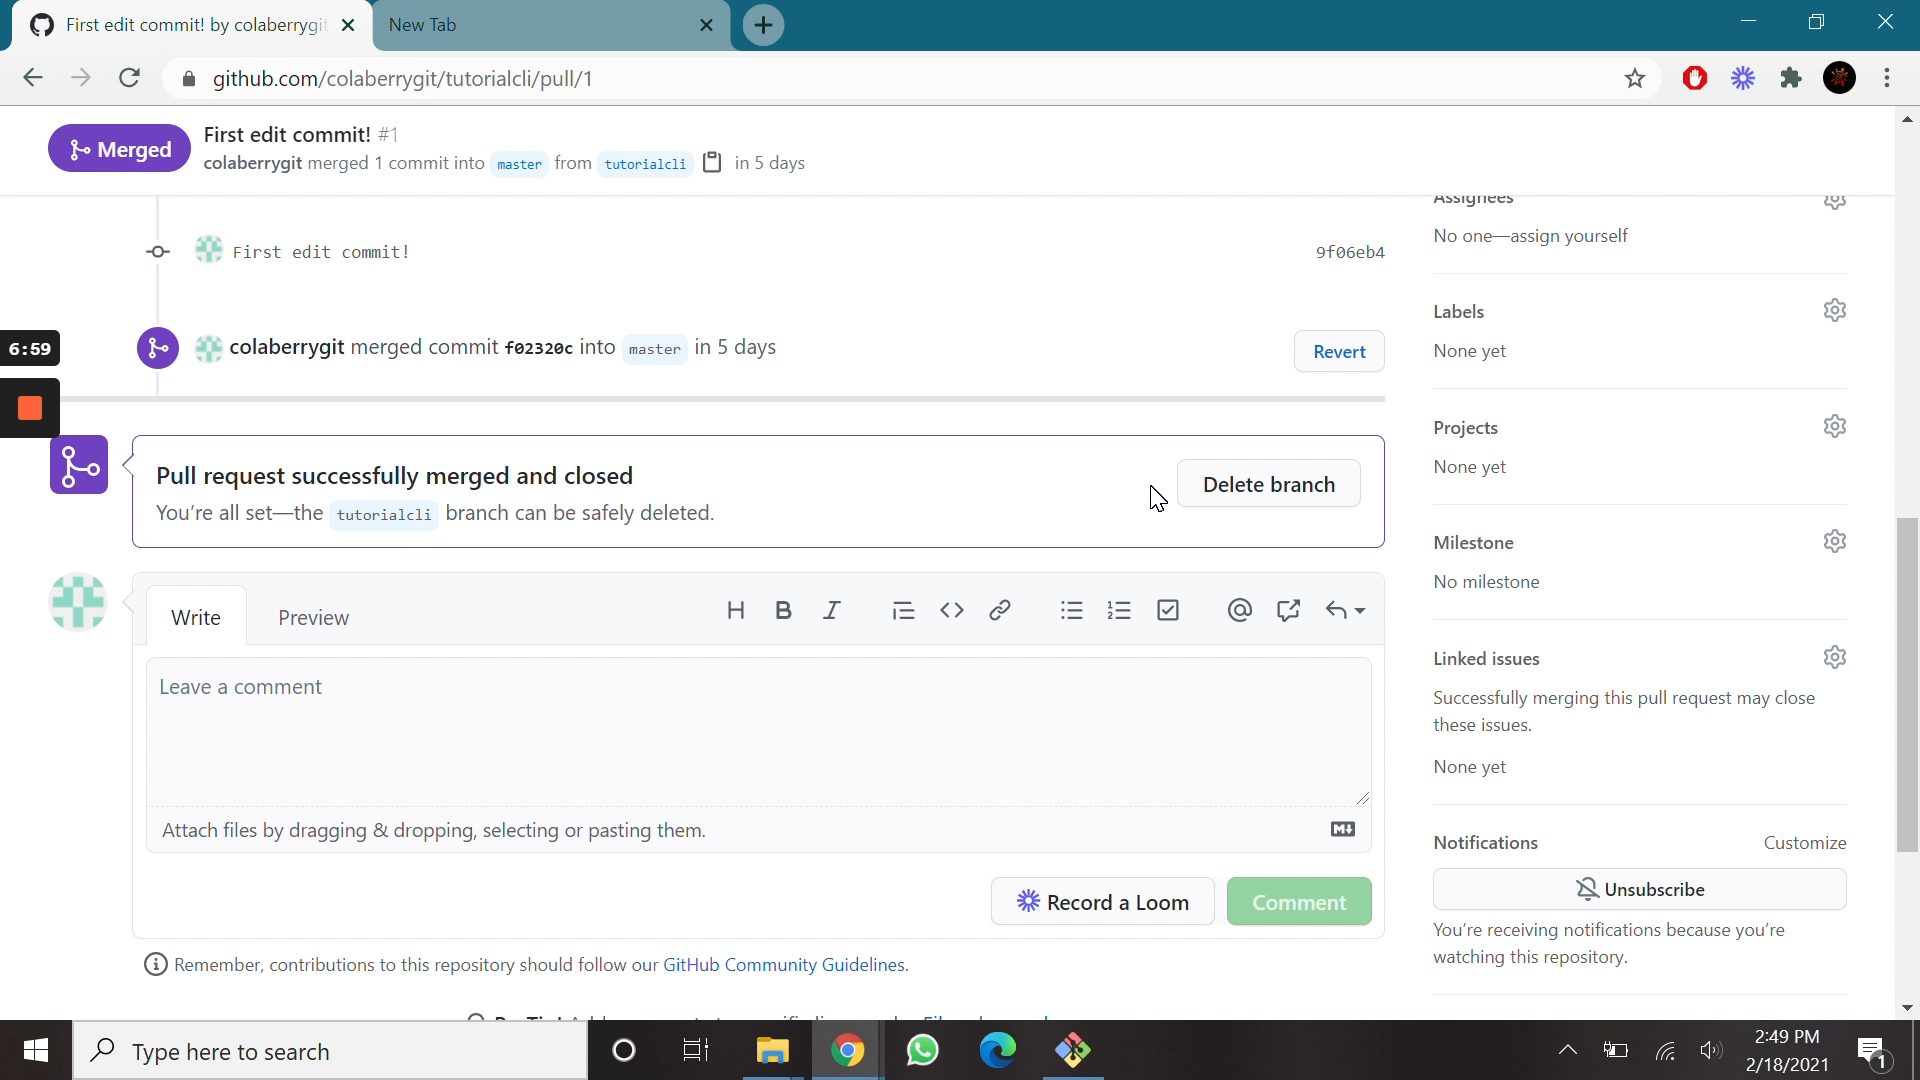 First edit commit! by colaberrygit
New Tab
github.com/colaberrygit/tutorialcli/pull/1
Merged
First edit commit! #1
colaberrygit merged 1 commit into master from tutorialcli in 5 days
First edit commit!
9f06eb4
6:59
colaberrygit merged commit f02320c into master in 5 days
Revert
Pull request successfully merged and closed
You're all set—the tutorialcli branch can be safely deleted.
Delete branch
Write
Preview
Leave a comment
Attach files by dragging & dropping, selecting or pasting them.
Record a Loom
Comment
Remember, contributions to this repository should follow our GitHub Community Guidelines.
Assignees
No one—assign yourself
Labels
None yet
Projects
None yet
Milestone
No milestone
Linked issues
Successfully merging this pull request may close
these issues.
None yet
Notifications
Customize
Unsubscribe
You're receiving notifications because you're
watching this repository.
Type here to search
2:49 PM
2/18/2021
1